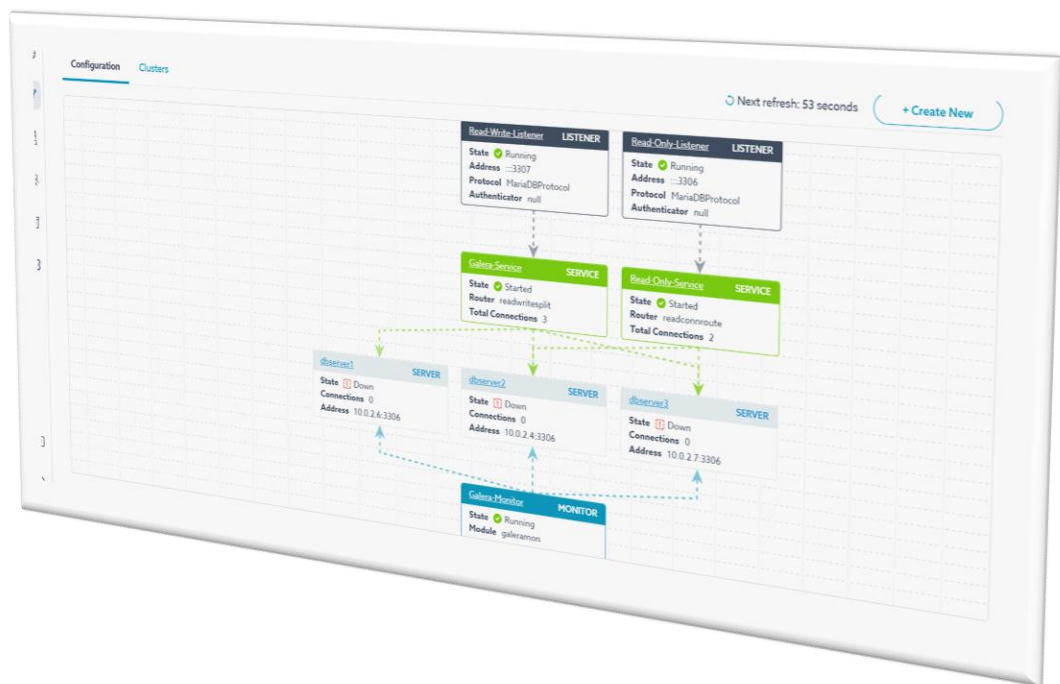 Configuration Clusters
Next refresh: 53 seconds
+ Create New
Read-Write-Listener LISTENER
State Running
Address :::3307
Protocol MariaDBProtocol
Authenticator null
Read-Only-Listener LISTENER
State Running
Address :::3306
Protocol MariaDBProtocol
Authenticator null
Galera-Service SERVICE
State Started
Router readwritesplit
Total Connections 3
Read-Only-Service SERVICE
State Started
Router readconnroute
Total Connections 2
dbserver1 SERVER
State Down
Connections 0
Address 10.0.2.6:3306
dbserver2 SERVER
State Down
Connections 0
Address 10.0.2.4:3306
dbserver3 SERVER
State Down
Connections 0
Address 10.0.2.7:3306
Galera-Monitor MONITOR
State Running
Module galeramon